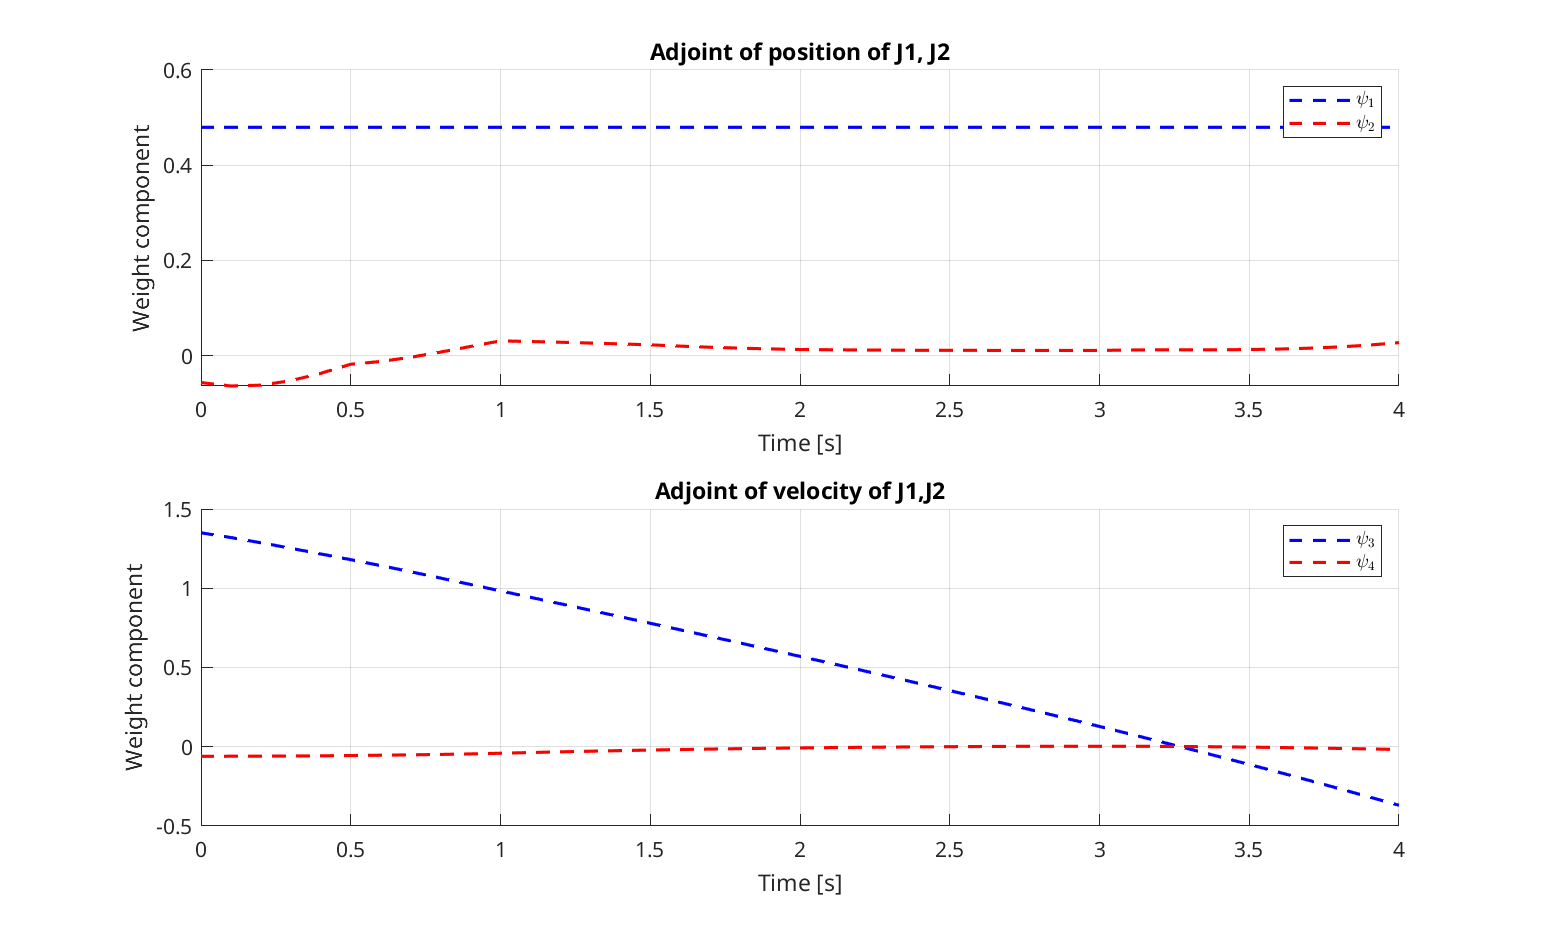 Adjoint of position of J1, J2
0.6
0.4
0.2
0
Weight component
ψ1
ψ2
0 0.5 1 1.5 2 2.5 3 3.5 4
Time [s]
Adjoint of velocity of J1,J2
1.5
1
0.5
0
-0.5
Weight component
ψ3
ψ4
0 0.5 1 1.5 2 2.5 3 3.5 4
Time [s]